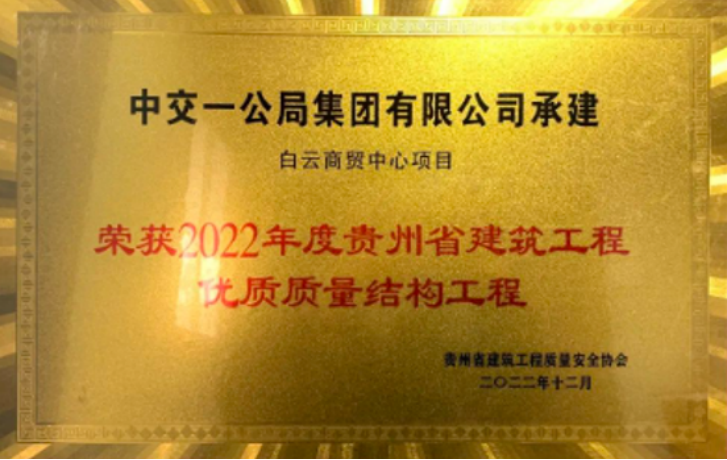 中交一公局集团有限公司承建
白云商贸中心项目
荣获2022年度贵州省建筑工程
优质质量结构工程
贵州省建筑工程质量安全协会
二〇二二年十二月